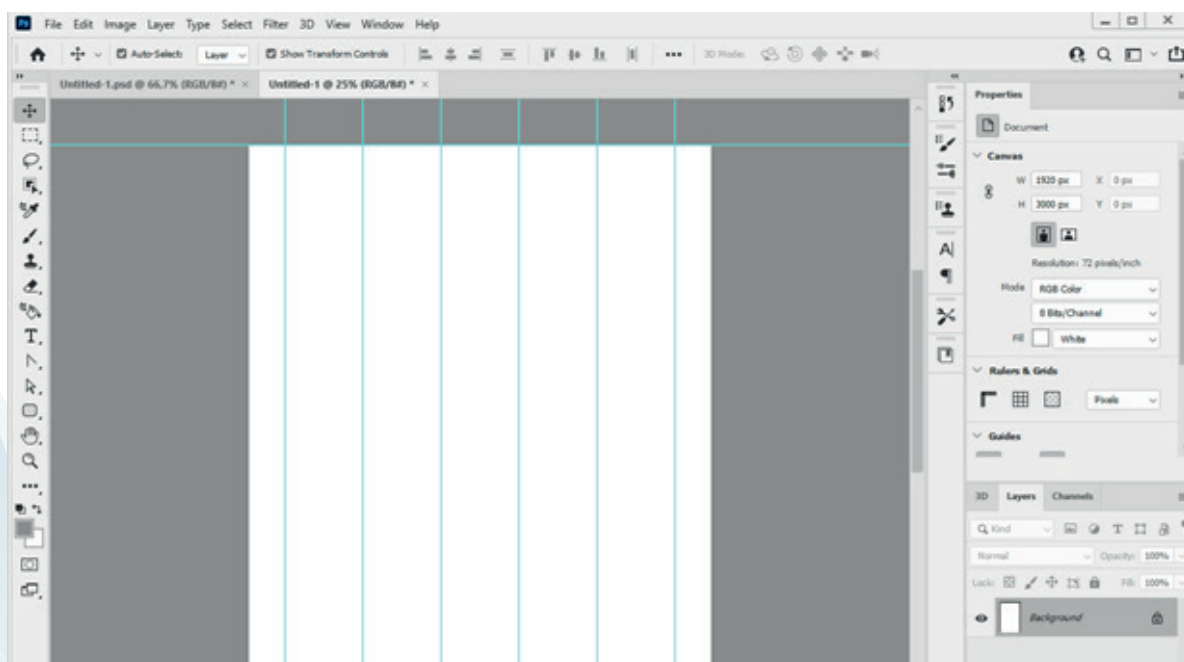 Ps File Edit Image Layer Type Select Filter 3D View Window Help
Auto-Select: Layer Show Transform Controls 3D Mode:
Untitled-1.psd @ 66,7% (RGB/8#) * × Untitled-1 @ 25% (RGB/8#) * ×
Properties
Document
Canvas
W 1920 px X 0 px
H 3000 px Y 0 px
Resolution: 72 pixels/inch
Mode RGB Color
8 Bits/Channel
Fill White
Rulers & Grids
Pixels
Guides
3D Layers Channels
Kind
Normal Opacity: 100%
Lock: Fill: 100%
Background